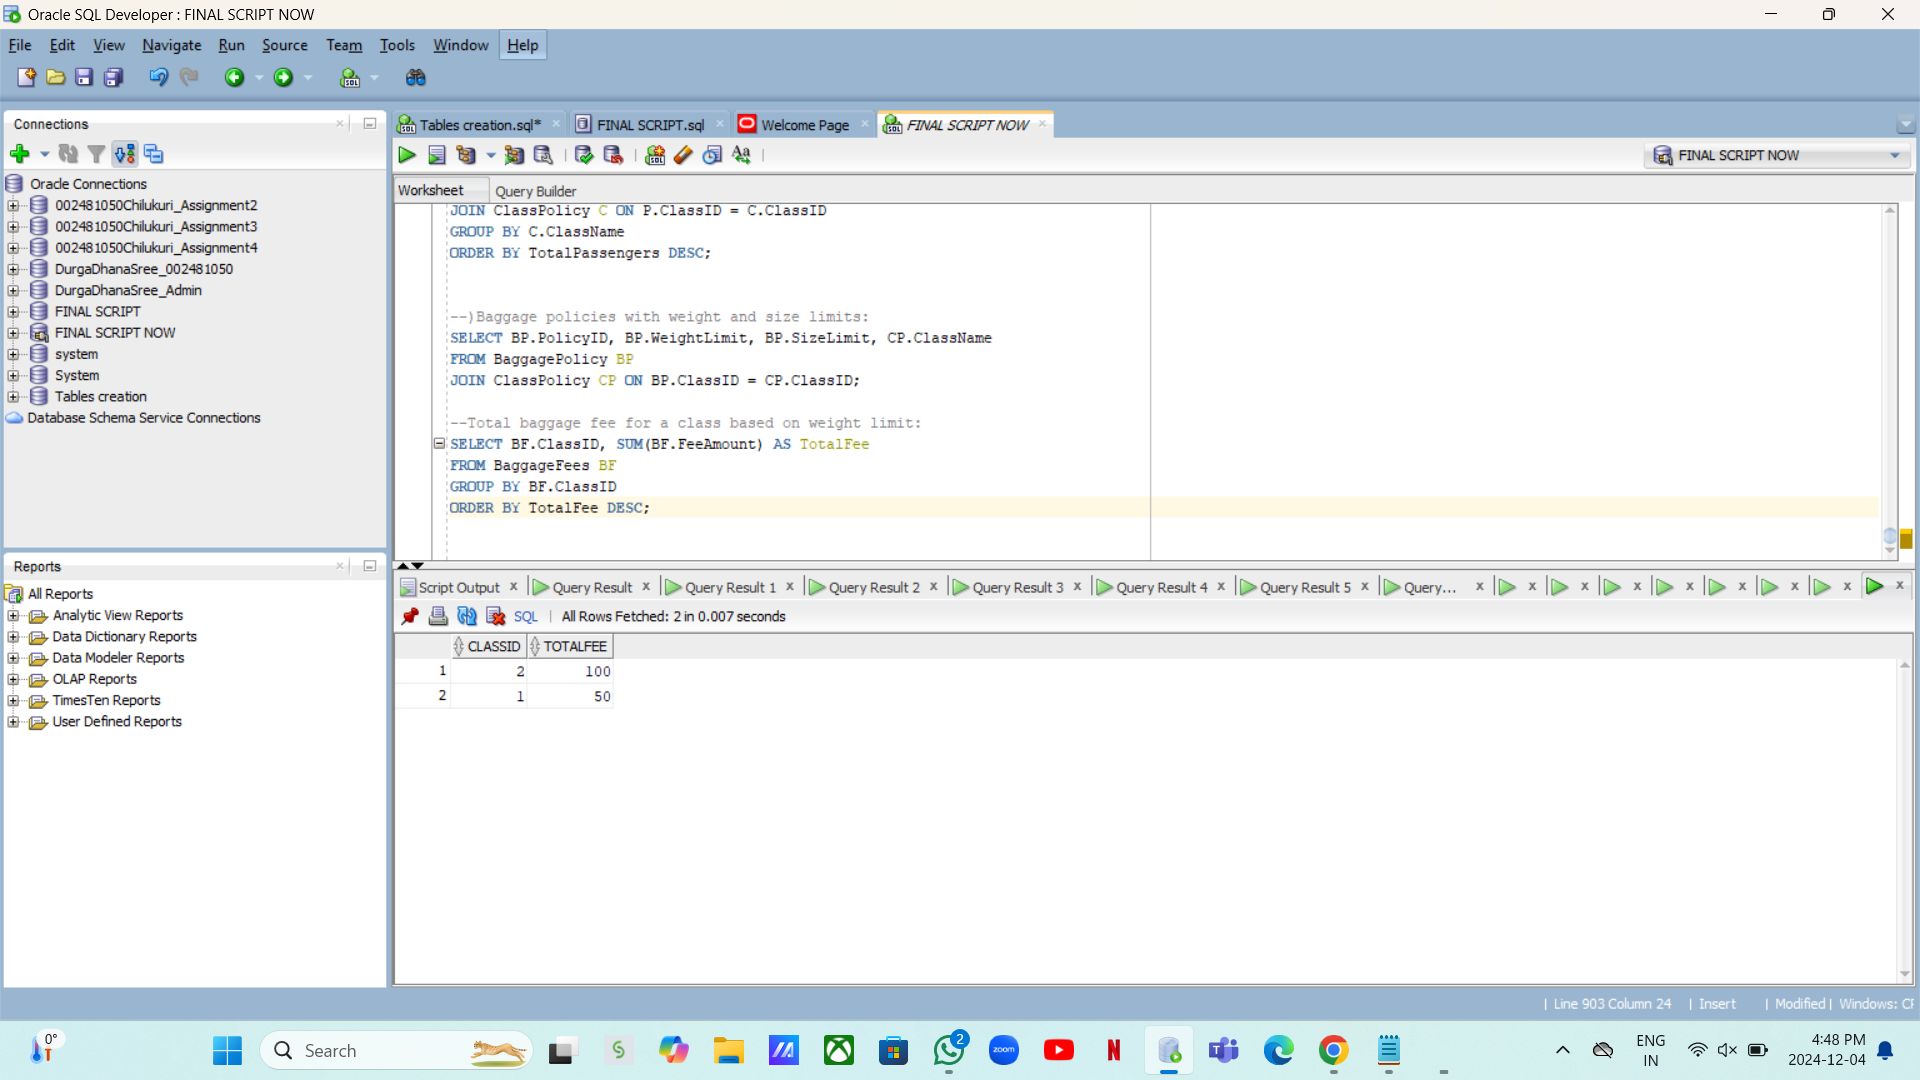 Oracle SQL Developer : FINAL SCRIPT NOW
File Edit View Navigate Run Source Team Tools Window Help
Connections
Oracle Connections
002481050Chilukuri_Assignment2
002481050Chilukuri_Assignment3
002481050Chilukuri_Assignment4
DurgaDhanaSree_002481050
DurgaDhanaSree_Admin
FINAL SCRIPT
FINAL SCRIPT NOW
system
System
Tables creation
Database Schema Service Connections
Reports
All Reports
Analytic View Reports
Data Dictionary Reports
Data Modeler Reports
OLAP Reports
TimesTen Reports
User Defined Reports
Tables creation.sql* FINAL SCRIPT.sql Welcome Page FINAL SCRIPT NOW
FINAL SCRIPT NOW
Worksheet Query Builder
JOIN ClassPolicy C ON P.ClassID = C.ClassID
GROUP BY C.ClassName
ORDER BY TotalPassengers DESC;
--)Baggage policies with weight and size limits:
SELECT BP.PolicyID, BP.WeightLimit, BP.SizeLimit, CP.ClassName
FROM BaggagePolicy BP
JOIN ClassPolicy CP ON BP.ClassID = CP.ClassID;
--Total baggage fee for a class based on weight limit:
SELECT BF.ClassID, SUM(BF.FeeAmount) AS TotalFee
FROM BaggageFees BF
GROUP BY BF.ClassID
ORDER BY TotalFee DESC;
Script Output Query Result Query Result 1 Query Result 2 Query Result 3 Query Result 4 Query Result 5 Query...
SQL All Rows Fetched: 2 in 0.007 seconds
CLASSID TOTALFEE
1 2 100
2 1 50
Line 903 Column 24 Insert Modified Windows: CF
0°
Search
2
zoom
ENG
IN
4:48 PM
2024-12-04